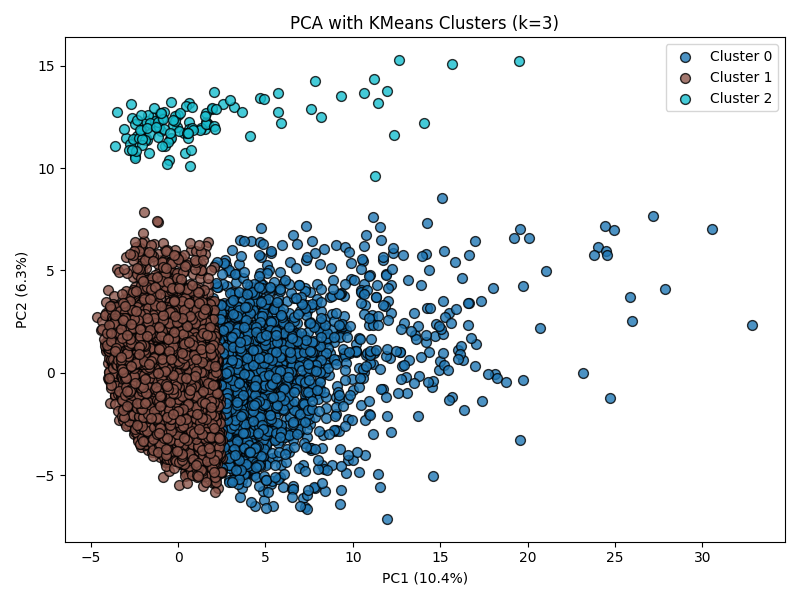 PCA with KMeans Clusters (k=3)
Cluster 0
Cluster 1
Cluster 2
15
10
5
0
−5
PC2 (6.3%)
−5
0
5
10
15
20
25
30
PC1 (10.4%)